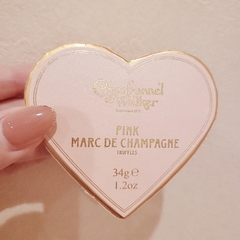 Charbonnel
et Walker
PINK
MARC DE CHAMPAGNE
TRUFFLES
34g e
1.2oz